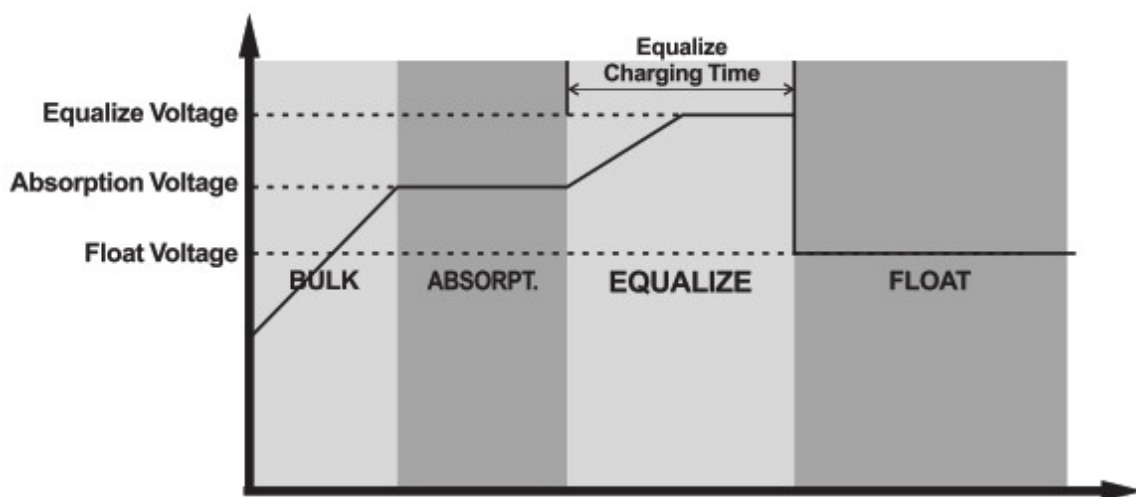 Equalize
Charging Time
Equalize Voltage
Absorption Voltage
Float Voltage
BULK
ABSORPT.
EQUALIZE
FLOAT